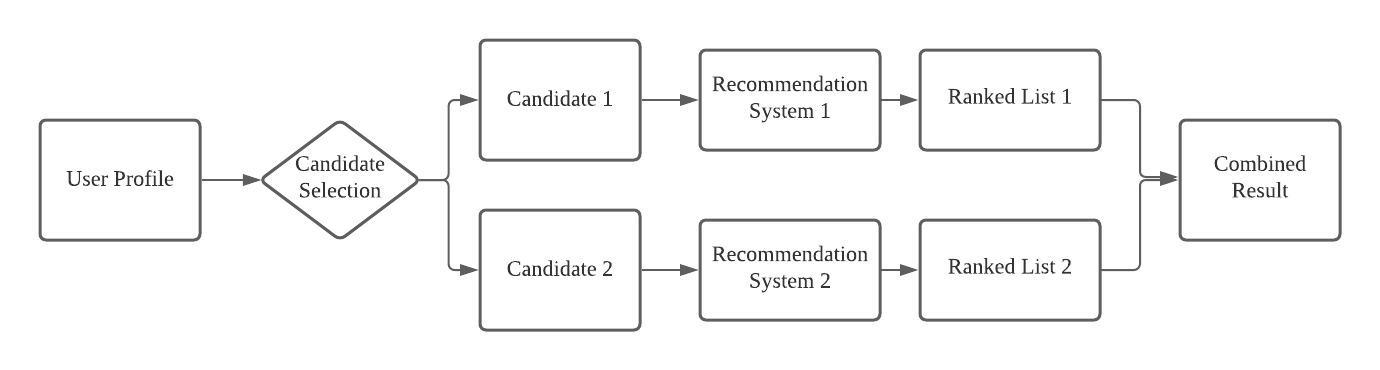 User Profile
Candidate
Selection
Candidate 1
Recommendation
System 1
Ranked List 1
Candidate 2
Recommendation
System 2
Ranked List 2
Combined
Result